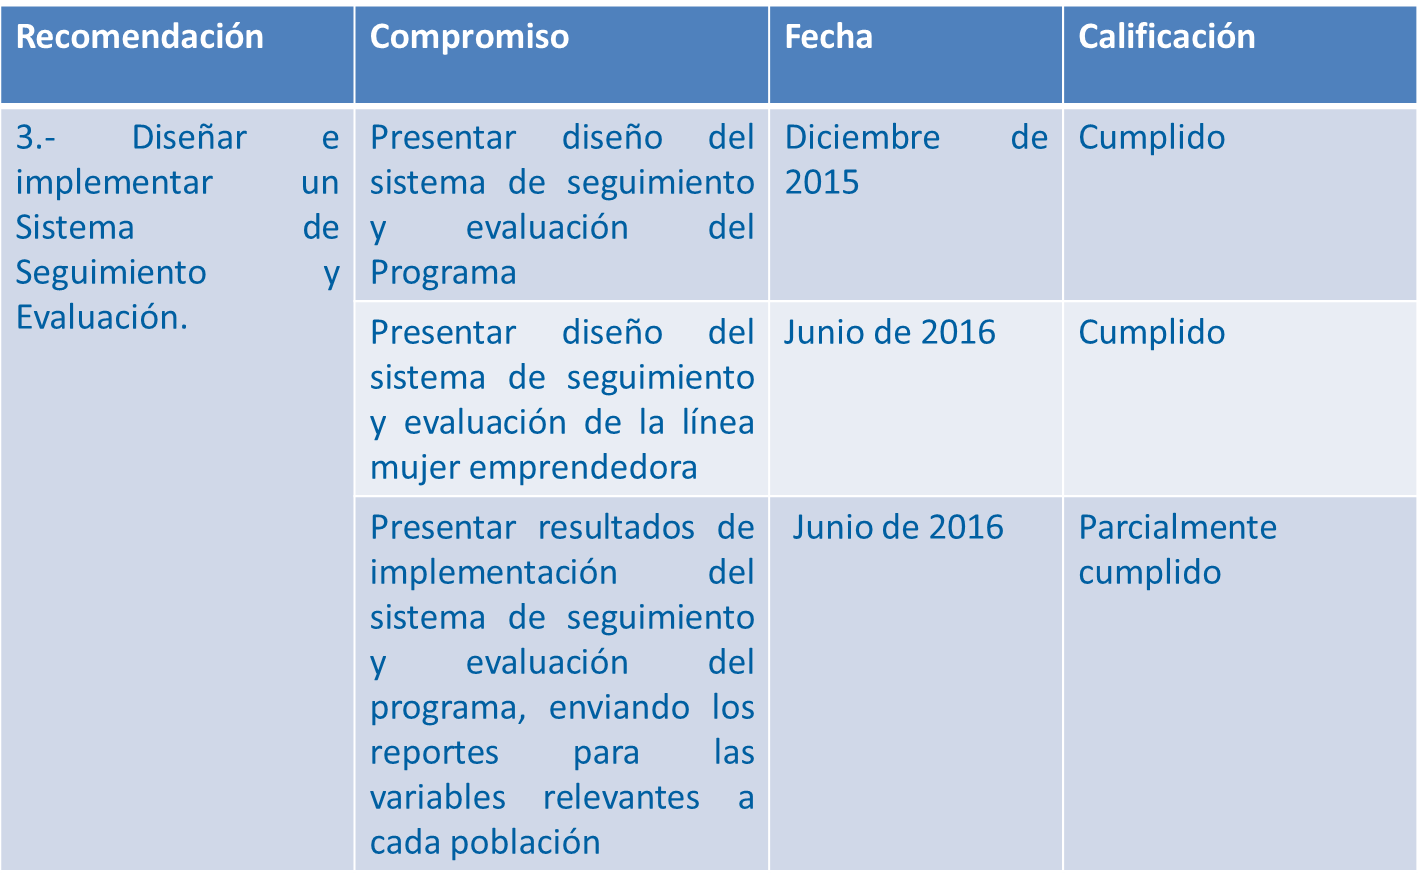 Recomendación
Compromiso
Fecha
Calificación
3.- Diseñar e
implementar un
Sistema de
Seguimiento y
Evaluación.
Presentar diseño del
sistema de seguimiento
y evaluación del
Programa
Diciembre de
2015
Cumplido
Presentar diseño del
sistema de seguimiento
y evaluación de la línea
mujer emprendedora
Junio de 2016
Cumplido
Presentar resultados de
implementación del
sistema de seguimiento
y evaluación del
programa, enviando los
reportes para las
variables relevantes a
cada población
Junio de 2016
Parcialmente
cumplido